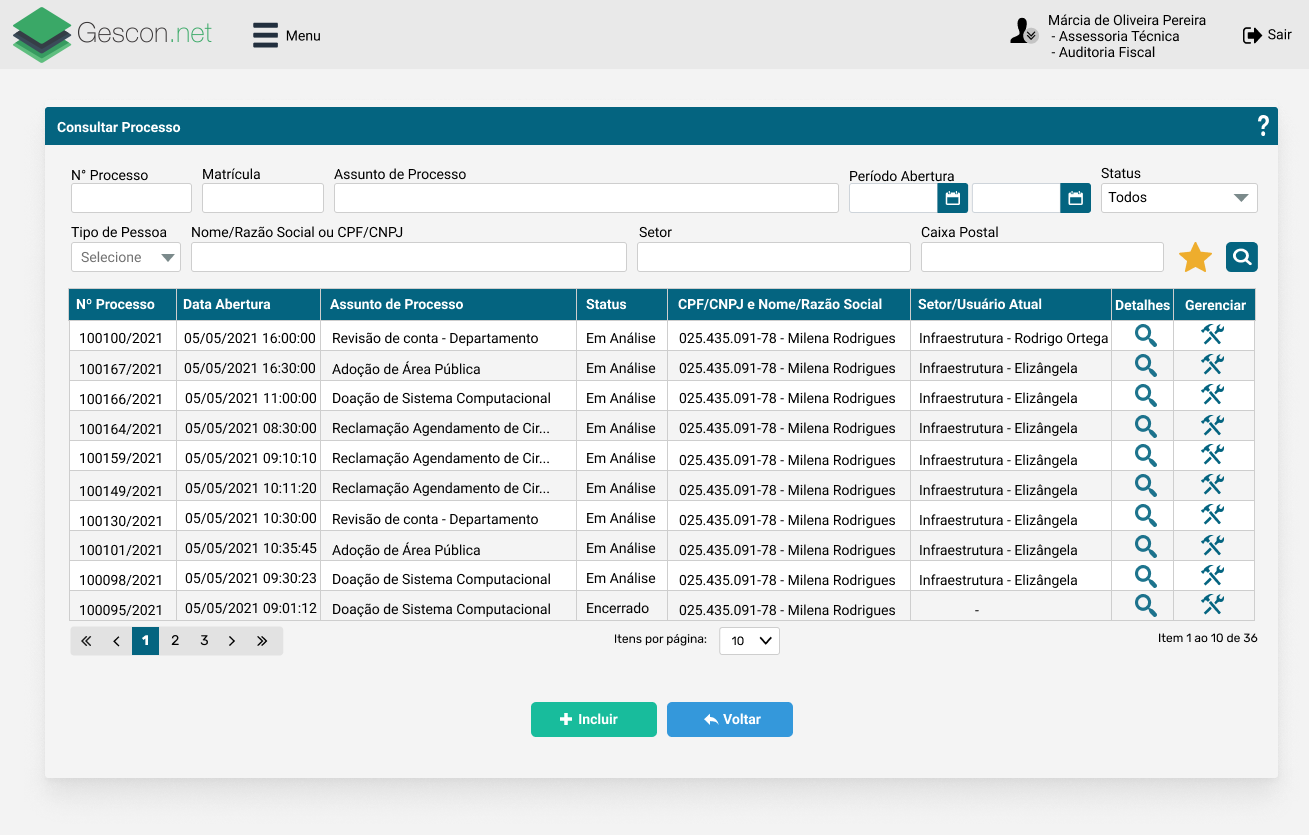 Gescon.net
Menu
Márcia de Oliveira Pereira
- Assessoria Técnica
- Auditoria Fiscal
Sair
Consultar Processo ?
N° Processo Matrícula Assunto de Processo Período Abertura Status
Todos
Tipo de Pessoa Nome/Razão Social ou CPF/CNPJ Setor Caixa Postal
Selecione
Nº Processo Data Abertura Assunto de Processo Status CPF/CNPJ e Nome/Razão Social Setor/Usuário Atual Detalhes Gerenciar
100100/2021 05/05/2021 16:00:00 Revisão de conta - Departamento Em Análise 025.435.091-78 - Milena Rodrigues Infraestrutura - Rodrigo Ortega
100167/2021 05/05/2021 16:30:00 Adoção de Área Pública Em Análise 025.435.091-78 - Milena Rodrigues Infraestrutura - Elizângela
100166/2021 05/05/2021 11:00:00 Doação de Sistema Computacional Em Análise 025.435.091-78 - Milena Rodrigues Infraestrutura - Elizângela
100164/2021 05/05/2021 08:30:00 Reclamação Agendamento de Cir... Em Análise 025.435.091-78 - Milena Rodrigues Infraestrutura - Elizângela
100159/2021 05/05/2021 09:10:10 Reclamação Agendamento de Cir... Em Análise 025.435.091-78 - Milena Rodrigues Infraestrutura - Elizângela
100149/2021 05/05/2021 10:11:20 Reclamação Agendamento de Cir... Em Análise 025.435.091-78 - Milena Rodrigues Infraestrutura - Elizângela
100130/2021 05/05/2021 10:30:00 Revisão de conta - Departamento Em Análise 025.435.091-78 - Milena Rodrigues Infraestrutura - Elizângela
100101/2021 05/05/2021 10:35:45 Adoção de Área Pública Em Análise 025.435.091-78 - Milena Rodrigues Infraestrutura - Elizângela
100098/2021 05/05/2021 09:30:23 Doação de Sistema Computacional Em Análise 025.435.091-78 - Milena Rodrigues Infraestrutura - Elizângela
100095/2021 05/05/2021 09:01:12 Doação de Sistema Computacional Encerrado 025.435.091-78 - Milena Rodrigues -
« ‹ 1 2 3 › » Itens por página: 10 Item 1 ao 10 de 36
Incluir Voltar